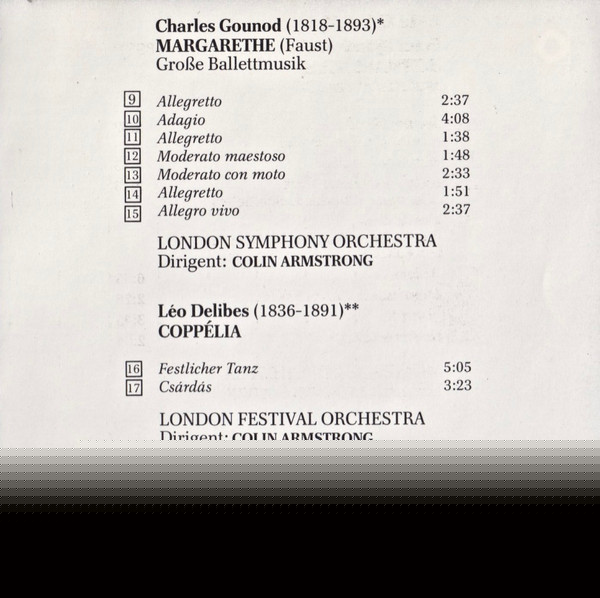 Charles Gounod (1818-1893)*
MARGARETHE (Faust)
Große Ballettmusik
9 Allegretto 2:37
10 Adagio 4:08
11 Allegretto 1:38
12 Moderato maestoso 1:48
13 Moderato con moto 2:33
14 Allegretto 1:51
15 Allegro vivo 2:37
LONDON SYMPHONY ORCHESTRA
Dirigent: COLIN ARMSTRONG
Léo Delibes (1836-1891)**
COPPÉLIA
16 Festlicher Tanz 5:05
17 Csárdás 3:23
LONDON FESTIVAL ORCHESTRA
Dirigent: COLIN ARMSTRONG